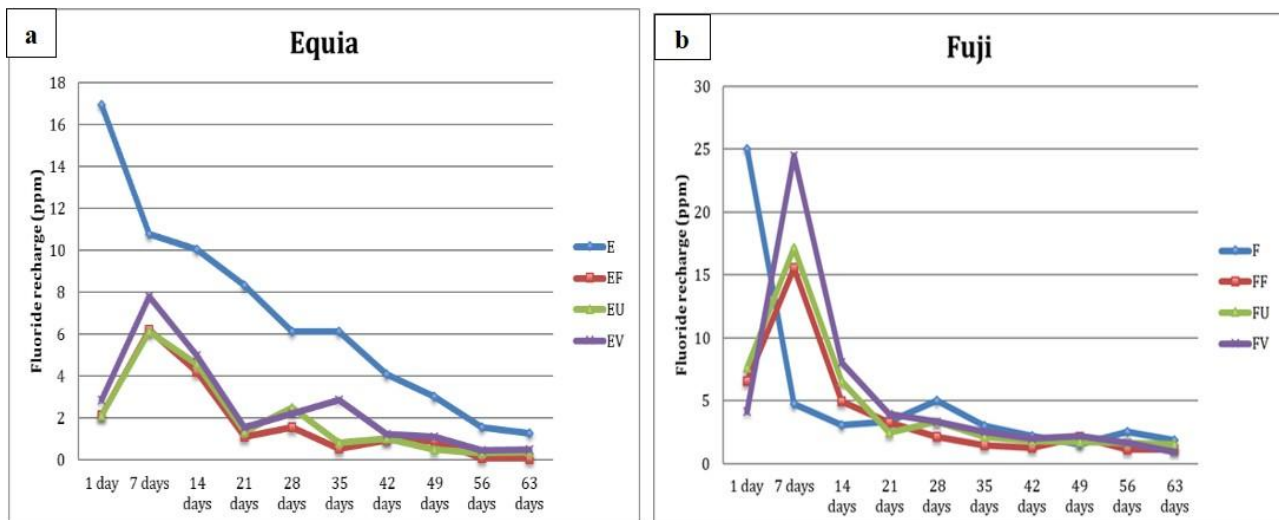 a
Equia
Fluoride recharge (ppm)
18
16
14
12
10
8
6
4
2
0
1 day 7 days 14 days 21 days 28 days 35 days 42 days 49 days 56 days 63 days
E
EF
EU
EV
b
Fuji
Fluoride recharge (ppm)
30
25
20
15
10
5
0
1 day 7 days 14 days 21 days 28 days 35 days 42 days 49 days 56 days 63 days
F
FF
FU
FV